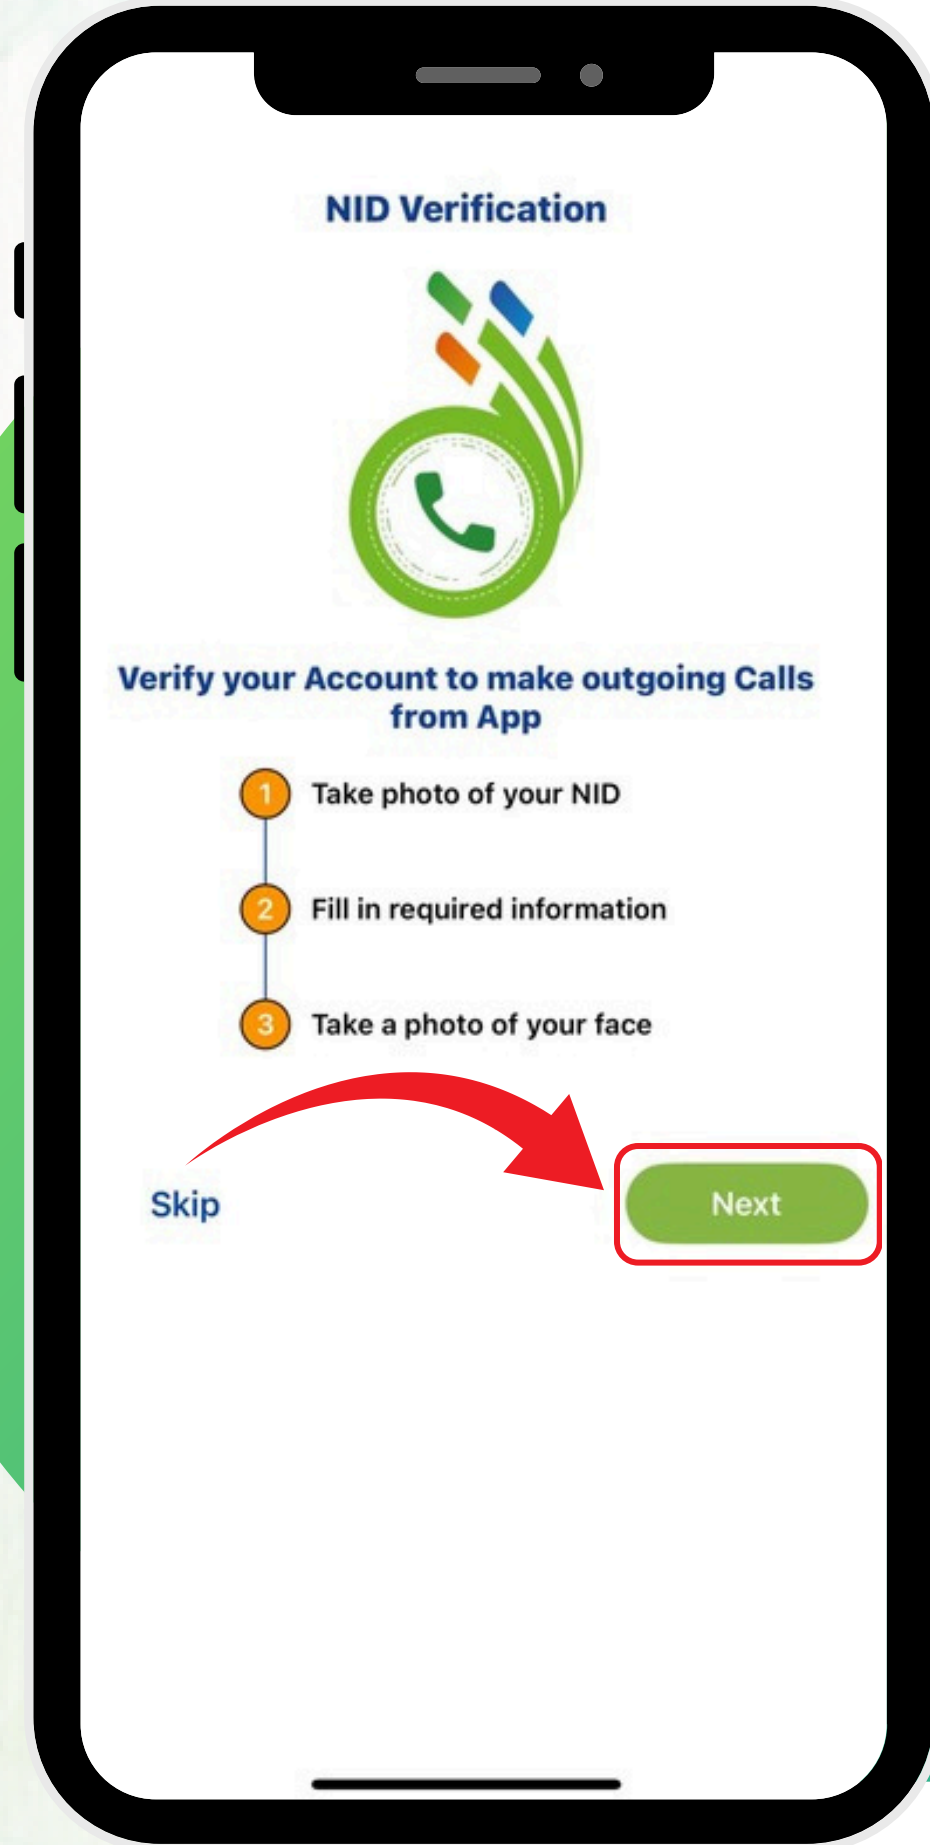 NID Verification
Verify your Account to make outgoing Calls
from App
1 Take photo of your NID
2 Fill in required information
3 Take a photo of your face
Skip
Next